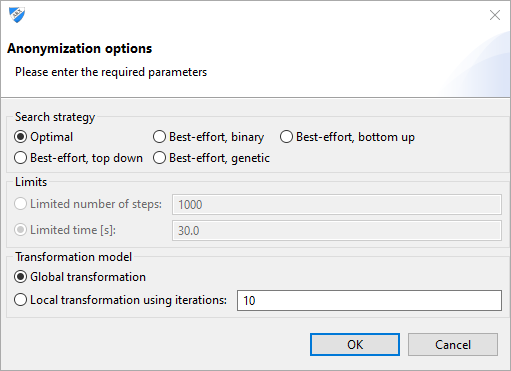 Anonymization options
Please enter the required parameters
Search strategy
Optimal Best-effort, binary Best-effort, bottom up
Best-effort, top down Best-effort, genetic
Limits
Limited number of steps: 1000
Limited time [s]: 30.0
Transformation model
Global transformation
Local transformation using iterations: 10
OK Cancel